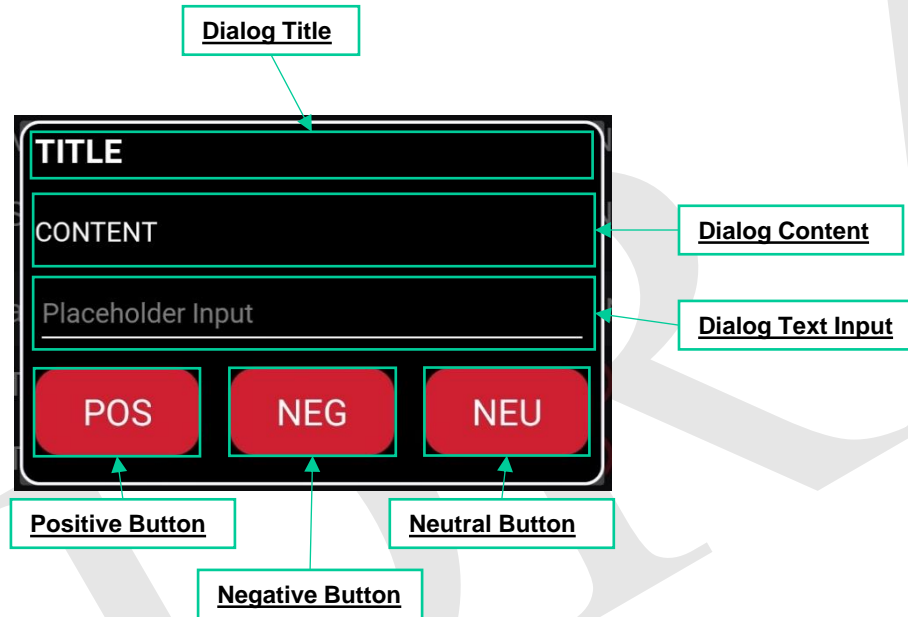 Dialog Title
TITLE
CONTENT
Dialog Content
Placeholder Input
Dialog Text Input
POS NEG NEU
Positive Button
Neutral Button
Negative Button